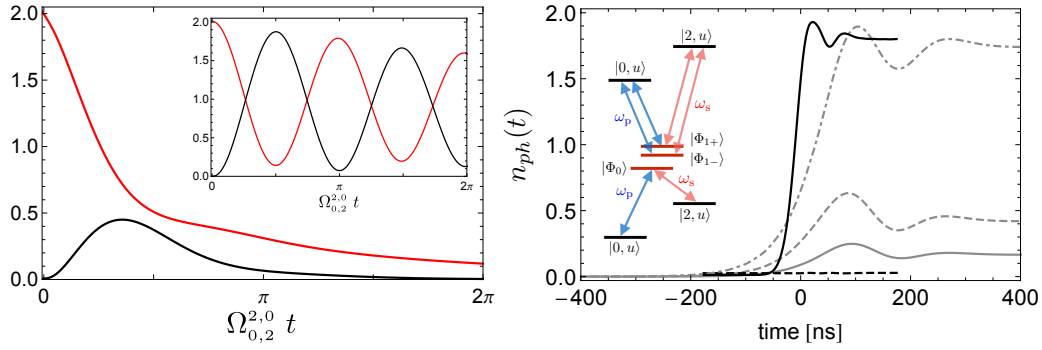 2.0
1.5
1.0
0.5
0.0
0
π
2π
Ω^{2,0}_{0,2} t
2.0
1.5
1.0
0.5
0.0
0
π
2π
Ω^{2,0}_{0,2} t
n_{ph}(t)
2.0
1.5
1.0
0.5
0.0
−400
−200
0
200
400
time [ns]
|2, u⟩
|0, u⟩
ω_s
ω_p
|Φ_{1+}⟩
|Φ_{1−}⟩
|Φ_0⟩
ω_s
ω_p
|2, u⟩
|0, u⟩